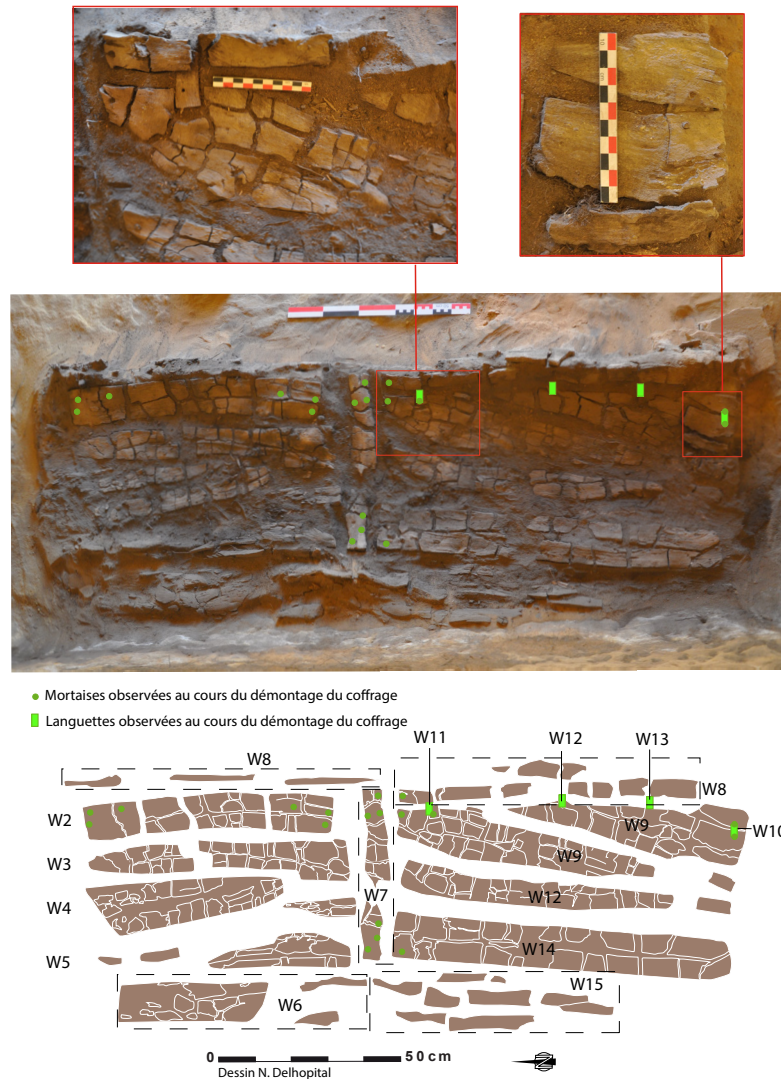 Mortaises observées au cours du démontage du coffrage
Languettes observées au cours du démontage du coffrage
W8
W11
W12
W13
W8
W2
W9
W10
W3
W9
W7
W12
W4
W14
W5
W15
W6
0
50 cm
Dessin N. Delhopital